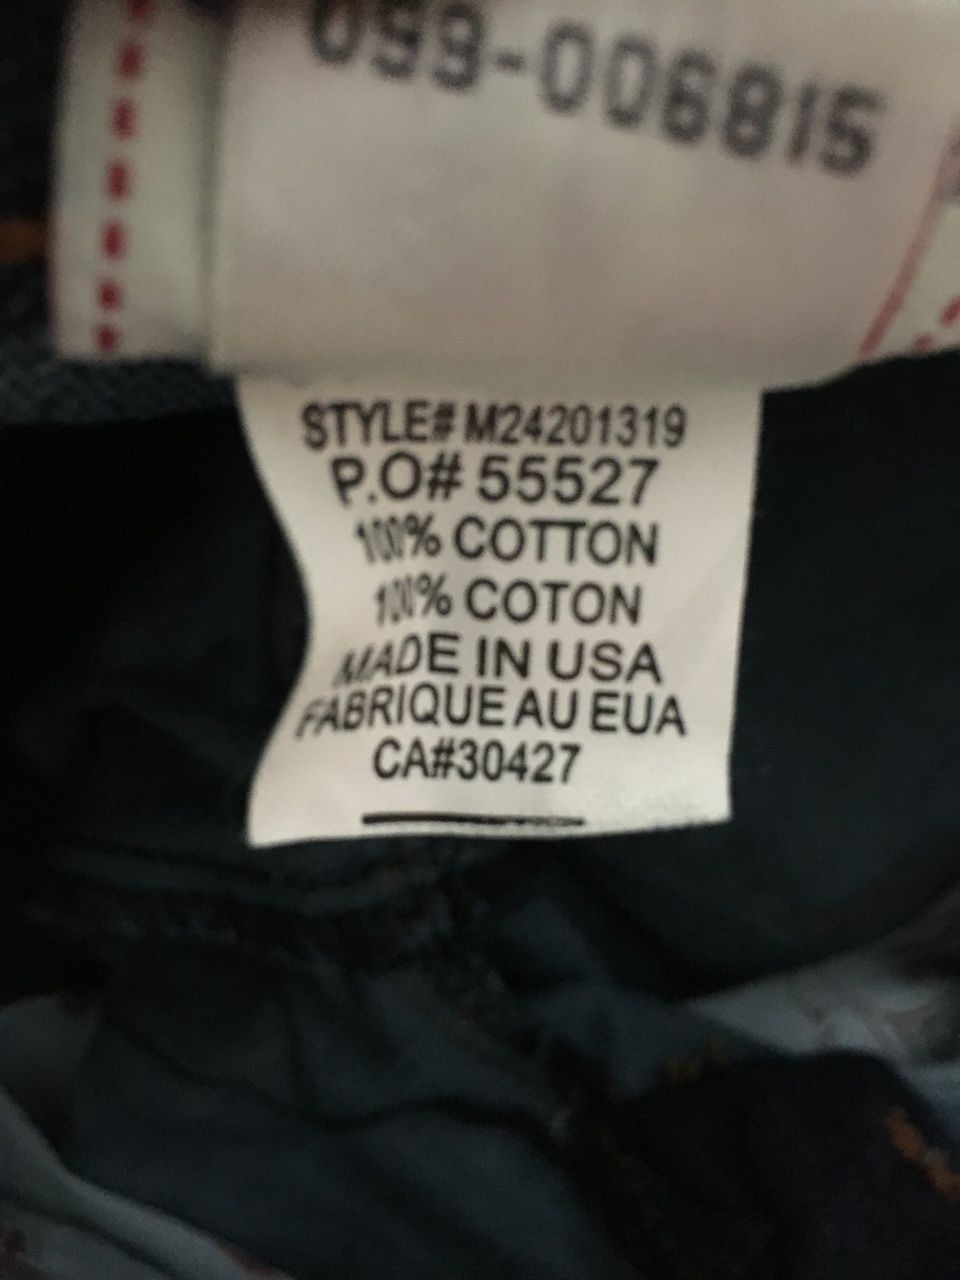 099-006815
STYLE# M24201319
P.O# 55527
100% COTTON
100% COTON
MADE IN USA
FABRIQUE AU EUA
CA#30427